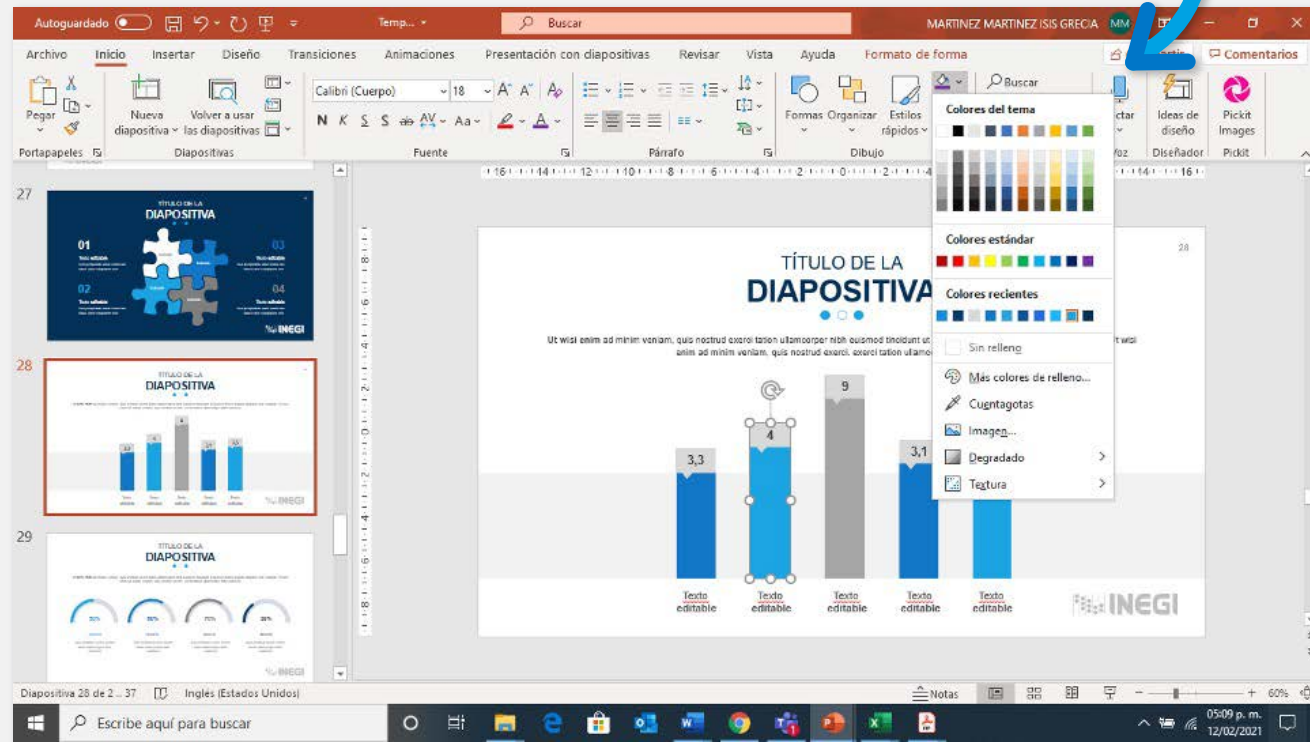 Autoguardado
Temp...
Buscar
MARTINEZ MARTINEZ ISIS GRECIA
MM
Archivo Inicio Insertar Diseño Transiciones Animaciones Presentación con diapositivas Revisar Vista Ayuda Formato de forma
Comentarios
Pegar
Nueva diapositiva
Volver a usar las diapositivas
Calibri (Cuerpo) 18
N K S S ab AV Aa
Formas Organizar Estilos rápidos
Buscar
Ideas de diseño
Pickit Images
Portapapeles Diapositivas Fuente Párrafo Dibujo Voz Diseñador Pickit
Colores del tema
Colores estándar
Colores recientes
Sin relleno
Más colores de relleno...
Cuentagotas
Imagen...
Degradado
Textura
27
TÍTULO DE LA
DIAPOSITIVA
01
03
02
04
INEGI
28
TÍTULO DE LA
DIAPOSITIVA
INEGI
29
TÍTULO DE LA
DIAPOSITIVA
INEGI
28
TÍTULO DE LA
DIAPOSITIVA
Ut wisi enim ad minim veniam, quis nostrud exerci tation ullamcorper nibh euismod tincidunt ut
t wisi
enim ad minim veniam, quis nostrud exerci, exerci tation ullamco
3,3
4
9
3,1
Texto editable
Texto editable
Texto editable
Texto editable
Texto editable
INEGI
Diapositiva 28 de 2 .. 37 Inglés (Estados Unidos)
Notas
60%
Escribe aquí para buscar
05:09 p. m.
12/02/2021